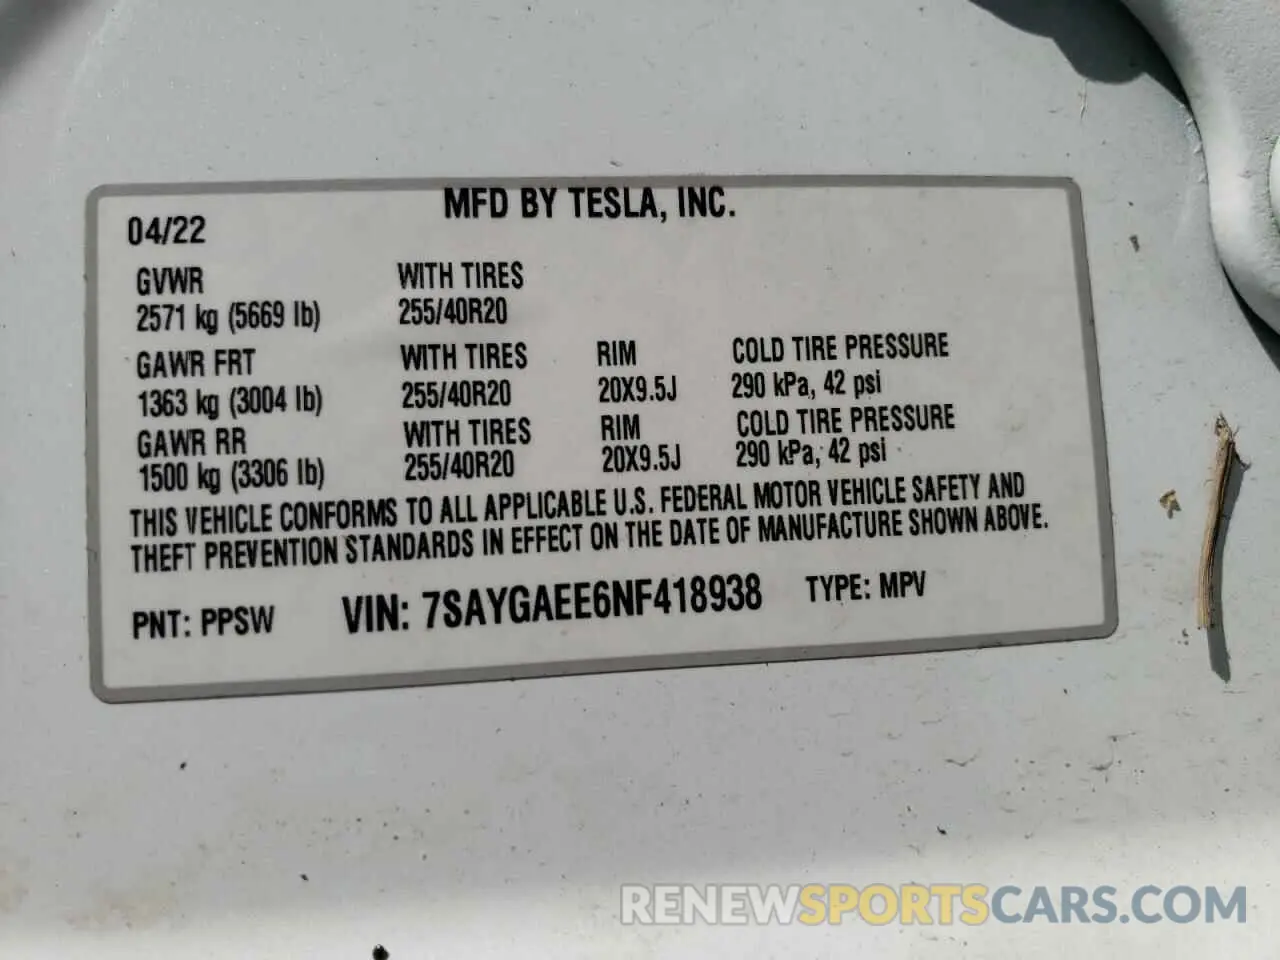 MFD BY TESLA, INC.
04/22
GVWR WITH TIRES
2571 kg (5669 lb) 255/40R20
GAWR FRT WITH TIRES RIM COLD TIRE PRESSURE
1363 kg (3004 lb) 255/40R20 20X9.5J 290 kPa, 42 psi
GAWR RR WITH TIRES RIM COLD TIRE PRESSURE
1500 kg (3306 lb) 255/40R20 20X9.5J 290 kPa, 42 psi
THIS VEHICLE CONFORMS TO ALL APPLICABLE U.S. FEDERAL MOTOR VEHICLE SAFETY AND
THEFT PREVENTION STANDARDS IN EFFECT ON THE DATE OF MANUFACTURE SHOWN ABOVE.
PNT: PPSW VIN: 7SAYGAEE6NF418938 TYPE: MPV
RENEWSPORTSCARS.COM